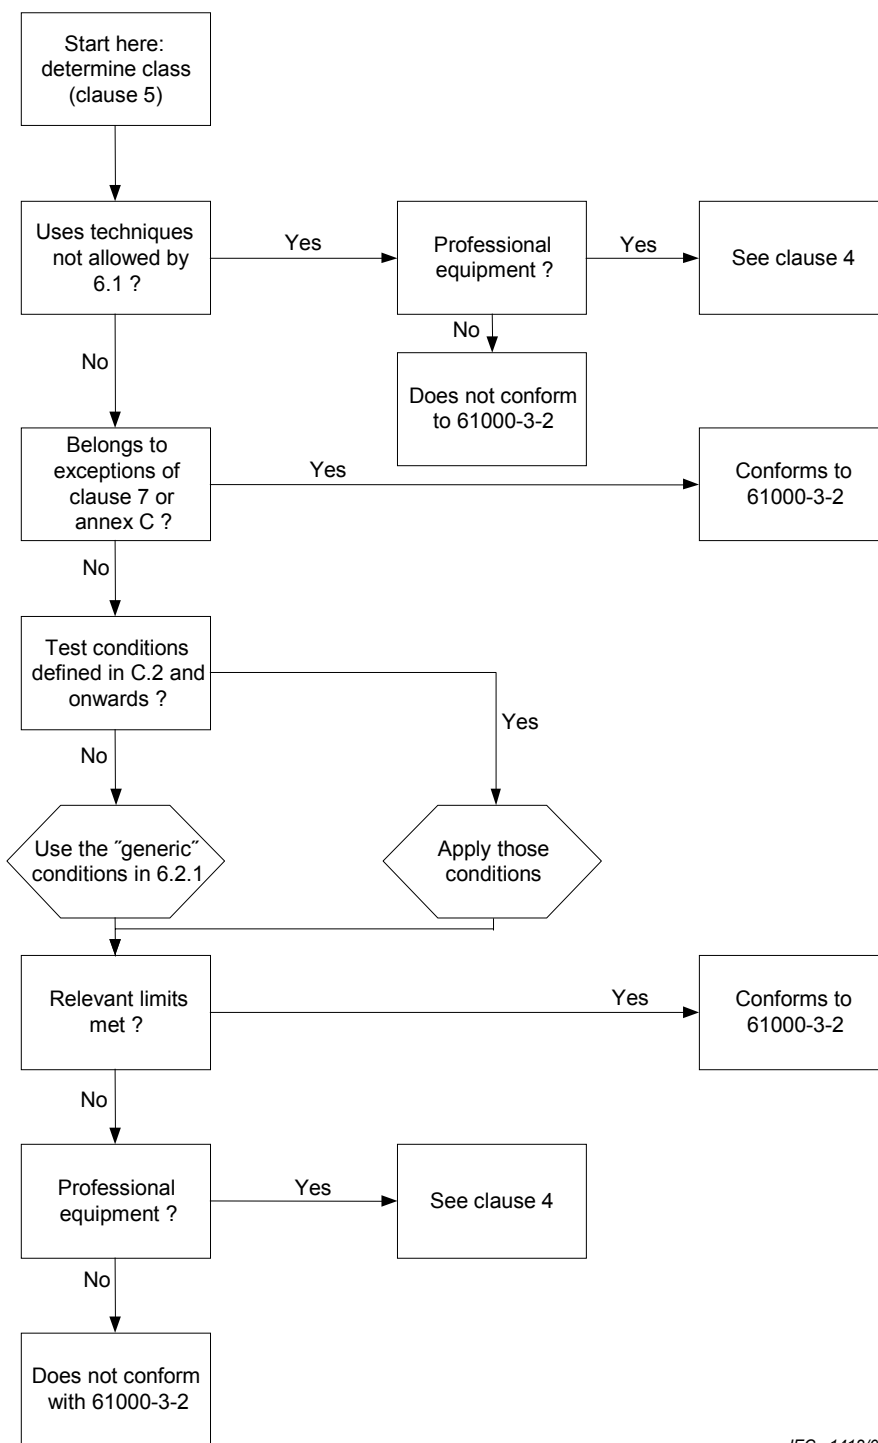 Start here:
determine class
(clause 5)
Uses techniques
not allowed by
6.1 ?
Yes
Professional
equipment ?
Yes
See clause 4
No
No
Does not conform
to 61000-3-2
Belongs to
exceptions of
clause 7 or
annex C ?
Yes
Conforms to
61000-3-2
No
Test conditions
defined in C.2 and
onwards ?
Yes
No
Use the ˝generic˝
conditions in 6.2.1
Apply those
conditions
Relevant limits
met ?
Yes
Conforms to
61000-3-2
No
Professional
equipment ?
Yes
See clause 4
No
Does not conform
with 61000-3-2